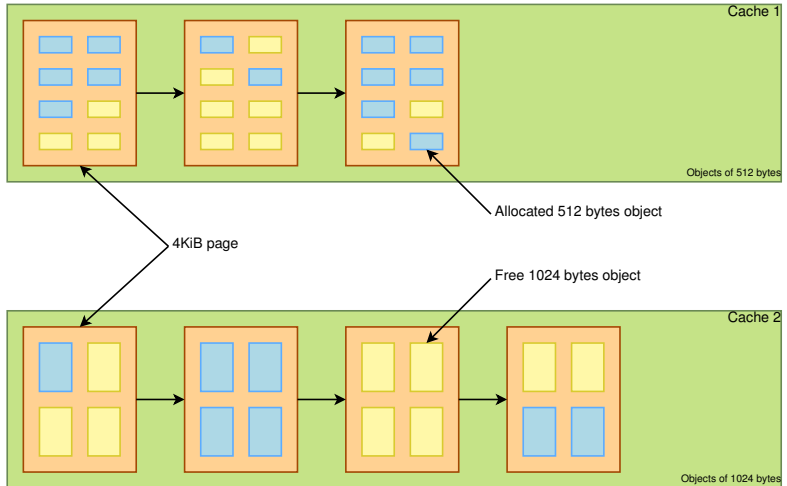 Cache 1
Objects of 512 bytes
Allocated 512 bytes object
4KiB page
Free 1024 bytes object
Cache 2
Objects of 1024 bytes